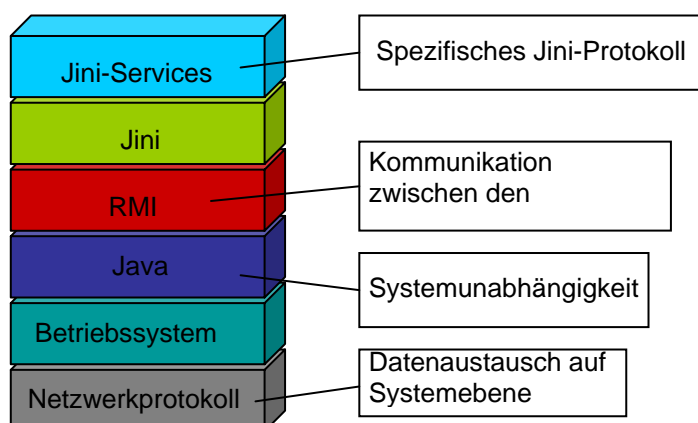 Jini-Services
Spezifisches Jini-Protokoll
Jini
RMI
Kommunikation
zwischen den
Java
Systemunabhängigkeit
Betriebssystem
Netzwerkprotokoll
Datenaustausch auf
Systemebene